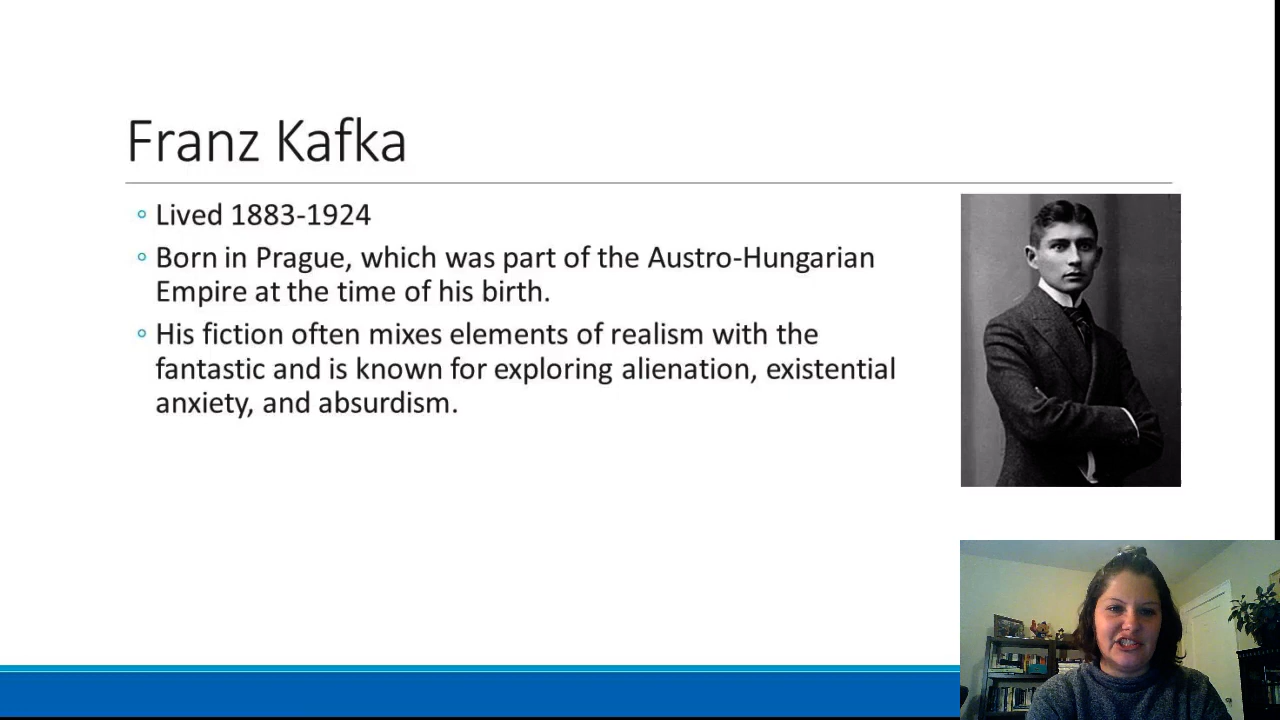 Franz Kafka
◦ Lived 1883-1924
◦ Born in Prague, which was part of the Austro-Hungarian
Empire at the time of his birth.
◦ His fiction often mixes elements of realism with the
fantastic and is known for exploring alienation, existential
anxiety, and absurdism.